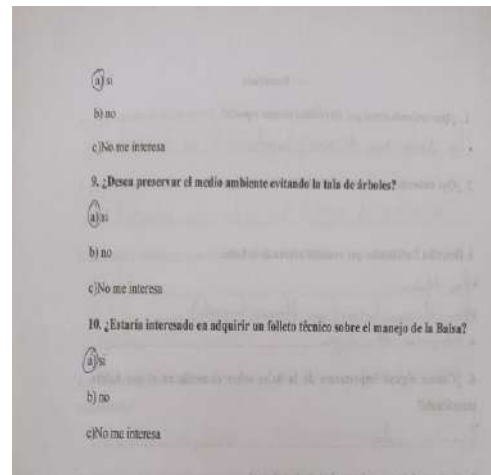 a) si
b) no
c)No me interesa
9. ¿Desea preservar el medio ambiente evitando la tala de árboles?
a) si
b) no
c)No me interesa
10. ¿Estaría interesado en adquirir un folleto técnico sobre el manejo de la Balsa?
a) si
b) no
c)No me interesa